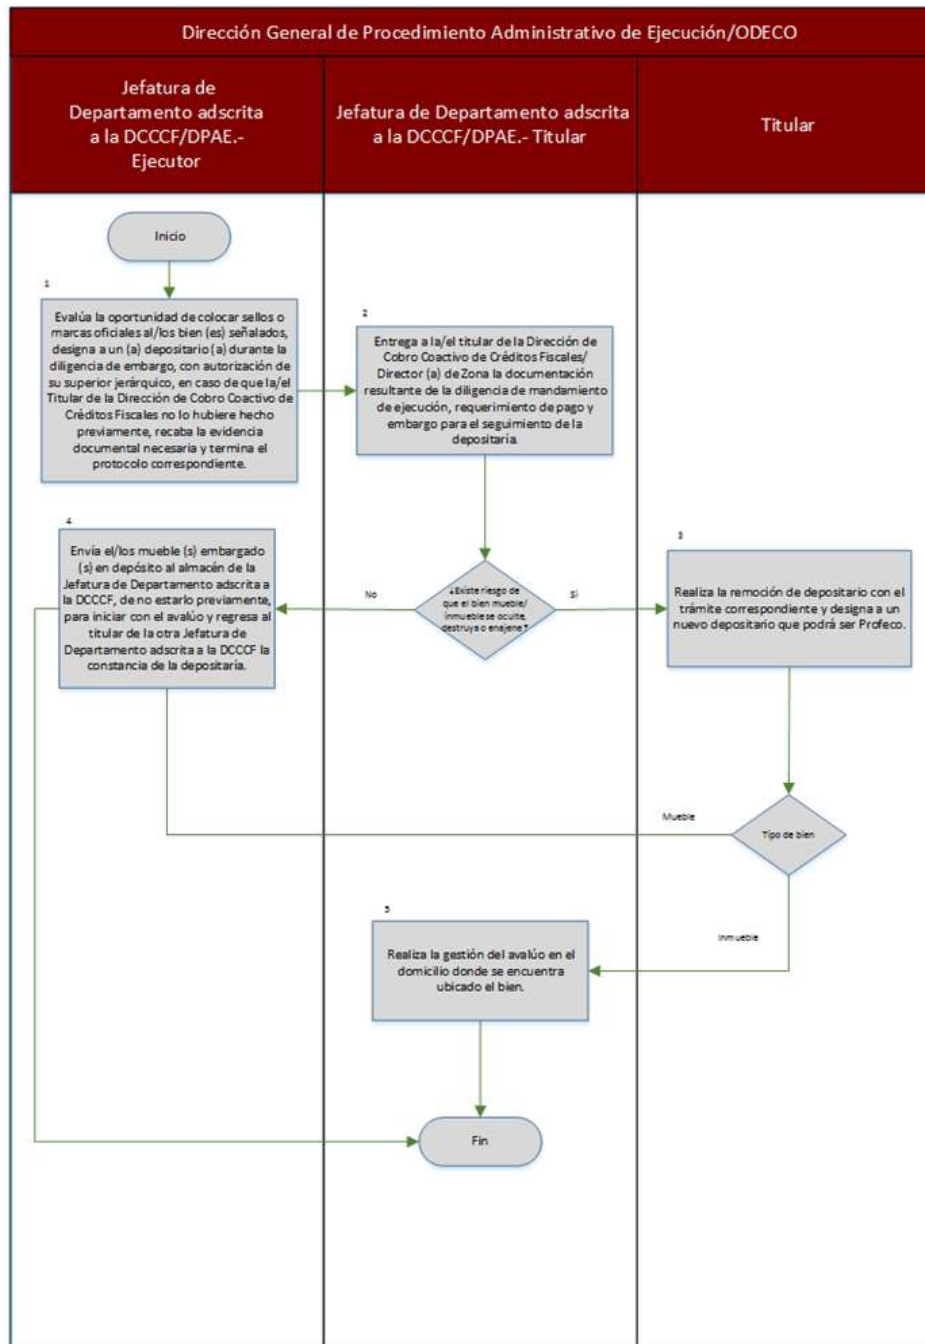 Dirección General de Procedimiento Administrativo de Ejecución/ODECO
Jefatura de
Departamento adscrita
a la DCCCF/DPAE.-
Ejecutor
Jefatura de Departamento adscrita
a la DCCCF/DPAE.- Titular
Titular
Inicio
1
Evalúa la oportunidad de colocar sellos o
marcas oficiales al/los bien (es) señalados,
designa a un (a) depositario (a) durante la
diligencia de embargo, con autorización de
su superior jerárquico, en caso de que la/el
Titular de la Dirección de Cobro Coactivo de
Créditos Fiscales no lo hubiere hecho
previamente, recaba la evidencia
documental necesaria y termina el
protocolo correspondiente.
2
Entrega a la/el titular de la Dirección de
Cobro Coactivo de Créditos Fiscales/
Director (a) de Zona la documentación
resultante de la diligencia de mandamiento
de ejecución, requerimiento de pago y
embargo para el seguimiento de la
depositaría.
4
Envía el/los mueble (s) embargado
(s) en depósito al almacén de la
Jefatura de Departamento adscrita a
la DCCCF, de no estarlo previamente,
para iniciar con el avalúo y regresa al
titular de la otra Jefatura de
Departamento adscrita a la DCCCF la
constancia de la depositaría.
No
¿Existe riesgo de
que el bien mueble/
inmueble se oculte,
destruya o enajene?
Sí
3
Realiza la remoción de depositario con el
trámite correspondiente y designa a un
nuevo depositario que podrá ser Profeco.
Mueble
Tipo de bien
Inmueble
5
Realiza la gestión del avalúo en el
domicilio donde se encuentra
ubicado el bien.
Fin